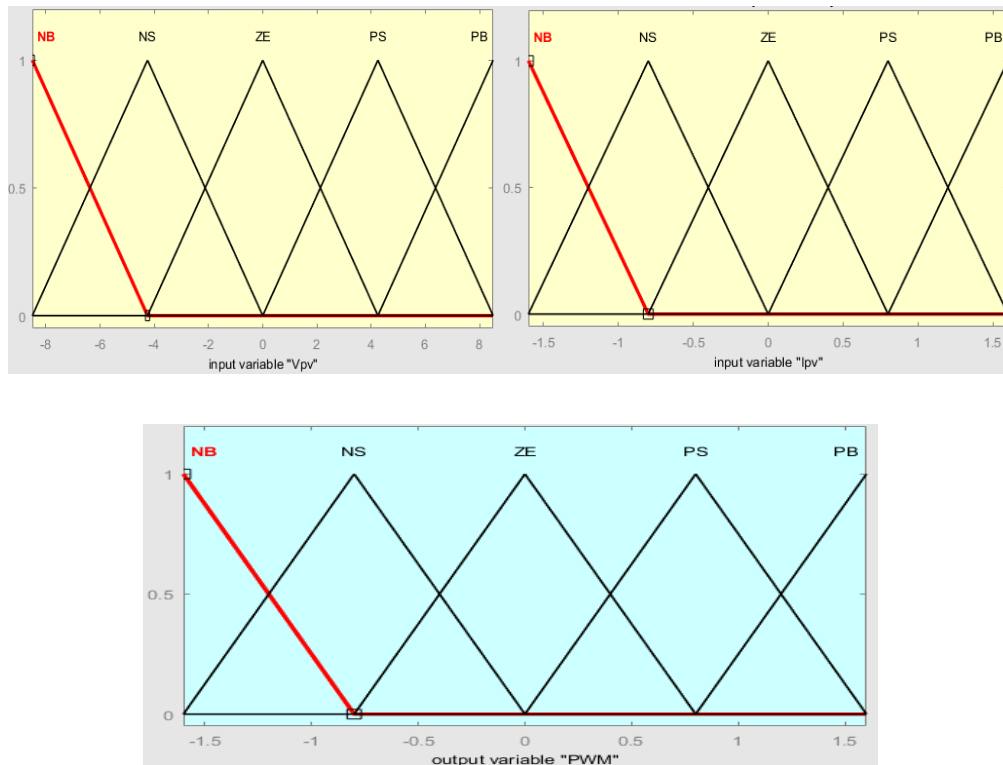 NB NS ZE PS PB
1
0.5
0
-8 -6 -4 -2 0 2 4 6 8
input variable "Vpv"
NB NS ZE PS PB
1
0.5
0
-1.5 -1 -0.5 0 0.5 1 1.5
input variable "Ipv"
NB NS ZE PS PB
1
0.5
0
-1.5 -1 -0.5 0 0.5 1 1.5
output variable "PWM"